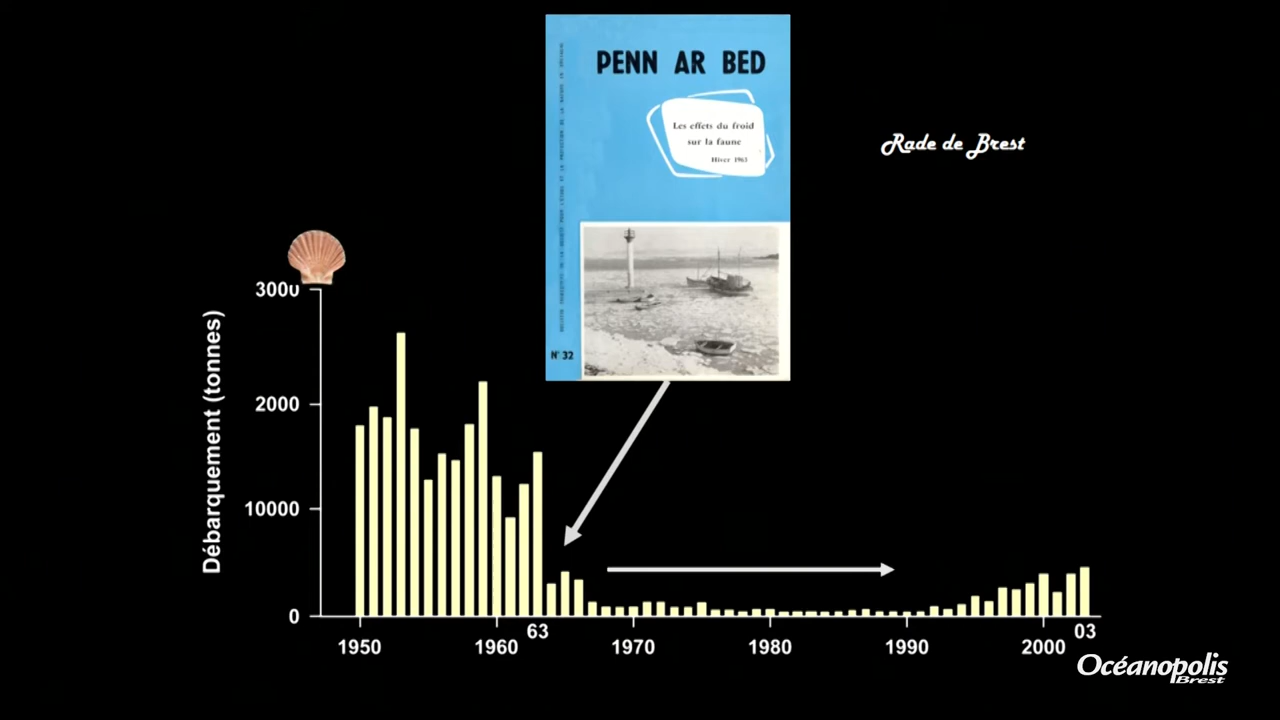 PENN AR BED
Les effets du froid
sur la faune
Hiver 1963
N° 32
Rade de Brest
Débarquement (tonnes)
3000
2000
10000
0
1950
1960
63
1970
1980
1990
2000
03
Océanopolis
Brest